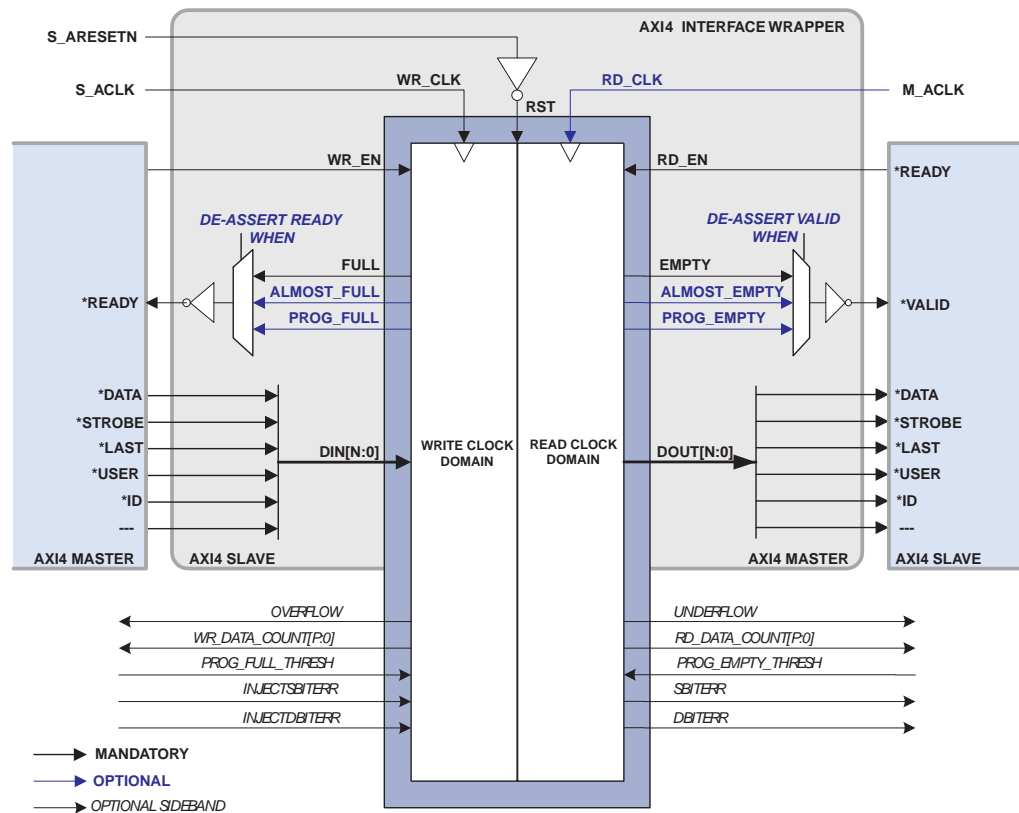 AXI4 INTERFACE WRAPPER
S_ARESETN
S_ACLK
WR_CLK
RD_CLK
M_ACLK
RST
WR_EN
RD_EN
*READY
DE-ASSERT READY
WHEN
DE-ASSERT VALID
WHEN
FULL
EMPTY
*READY
ALMOST_FULL
ALMOST_EMPTY
*VALID
PROG_FULL
PROG_EMPTY
*DATA
*STROBE
*LAST
*USER
*ID
---
DIN[N:0]
WRITE CLOCK
DOMAIN
READ CLOCK
DOMAIN
DOUT[N:0]
*DATA
*STROBE
*LAST
*USER
*ID
---
AXI4 MASTER
AXI4 SLAVE
AXI4 MASTER
AXI4 SLAVE
OVERFLOW
UNDERFLOW
WR_DATA_COUNT[P:0]
RD_DATA_COUNT[P:0]
PROG_FULL_THRESH
PROG_EMPTY_THRESH
INJECTSBITERR
SBITERR
INJECTDBITERR
DBITERR
MANDATORY
OPTIONAL
OPTIONAL SIDEBAND